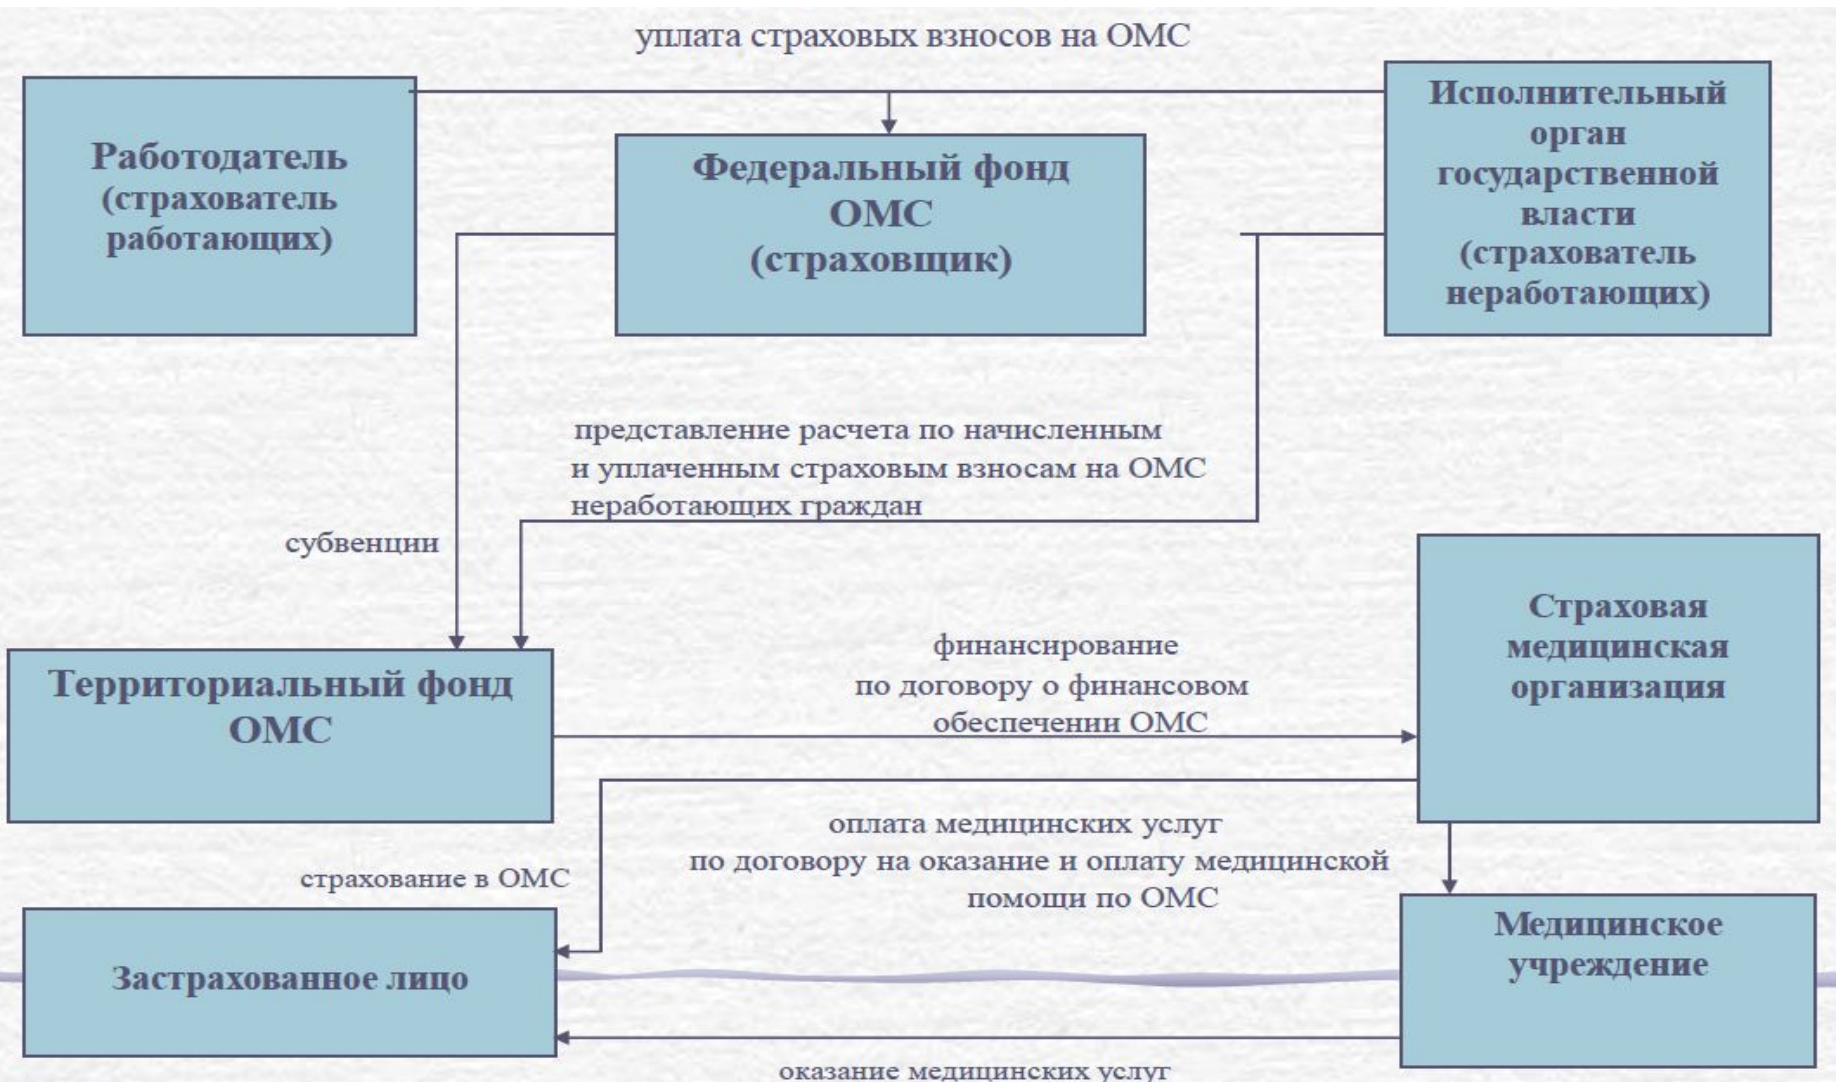 уплата страховых взносов на ОМС
Работодатель
(страхователь
работающих)
Федеральный фонд
ОМС
(страховщик)
Исполнительный
орган
государственной
власти
(страхователь
неработающих)
представление расчета по начисленным
и уплаченным страховым взносам на ОМС
неработающих граждан
субвенции
Территориальный фонд
ОМС
финансирование
по договору о финансовом
обеспечении ОМС
Страховая
медицинская
организация
оплата медицинских услуг
по договору на оказание и оплату медицинской
помощи по ОМС
страхование в ОМС
Застрахованное лицо
Медицинское
учреждение
оказание медицинских услуг